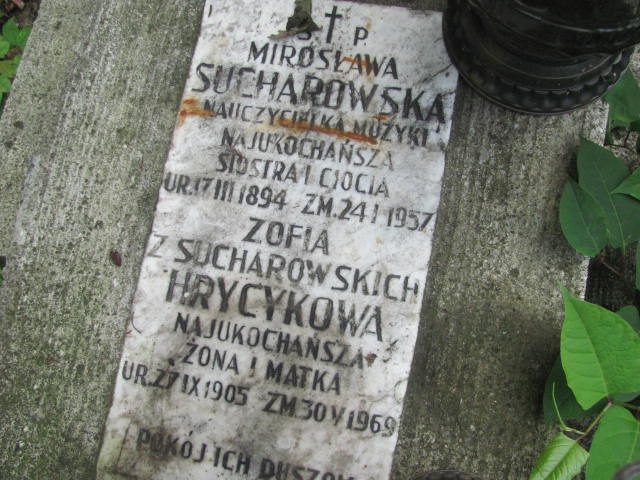 Ś † P
MIROSŁAWA
SUCHAROWSKA
NAUCZYCIELKA MUZYKI
NAJUKOCHAŃSZA
SIOSTRA I CIOCIA
UR. 17 III 1894 - ZM. 24 I 1957
ZOFIA
Z SUCHAROWSKICH
HRYCYKOWA
NAJUKOCHAŃSZA
ŻONA I MATKA
UR. 27 IX 1905 ZM. 30 V 1969
POKÓJ ICH DUSZOM